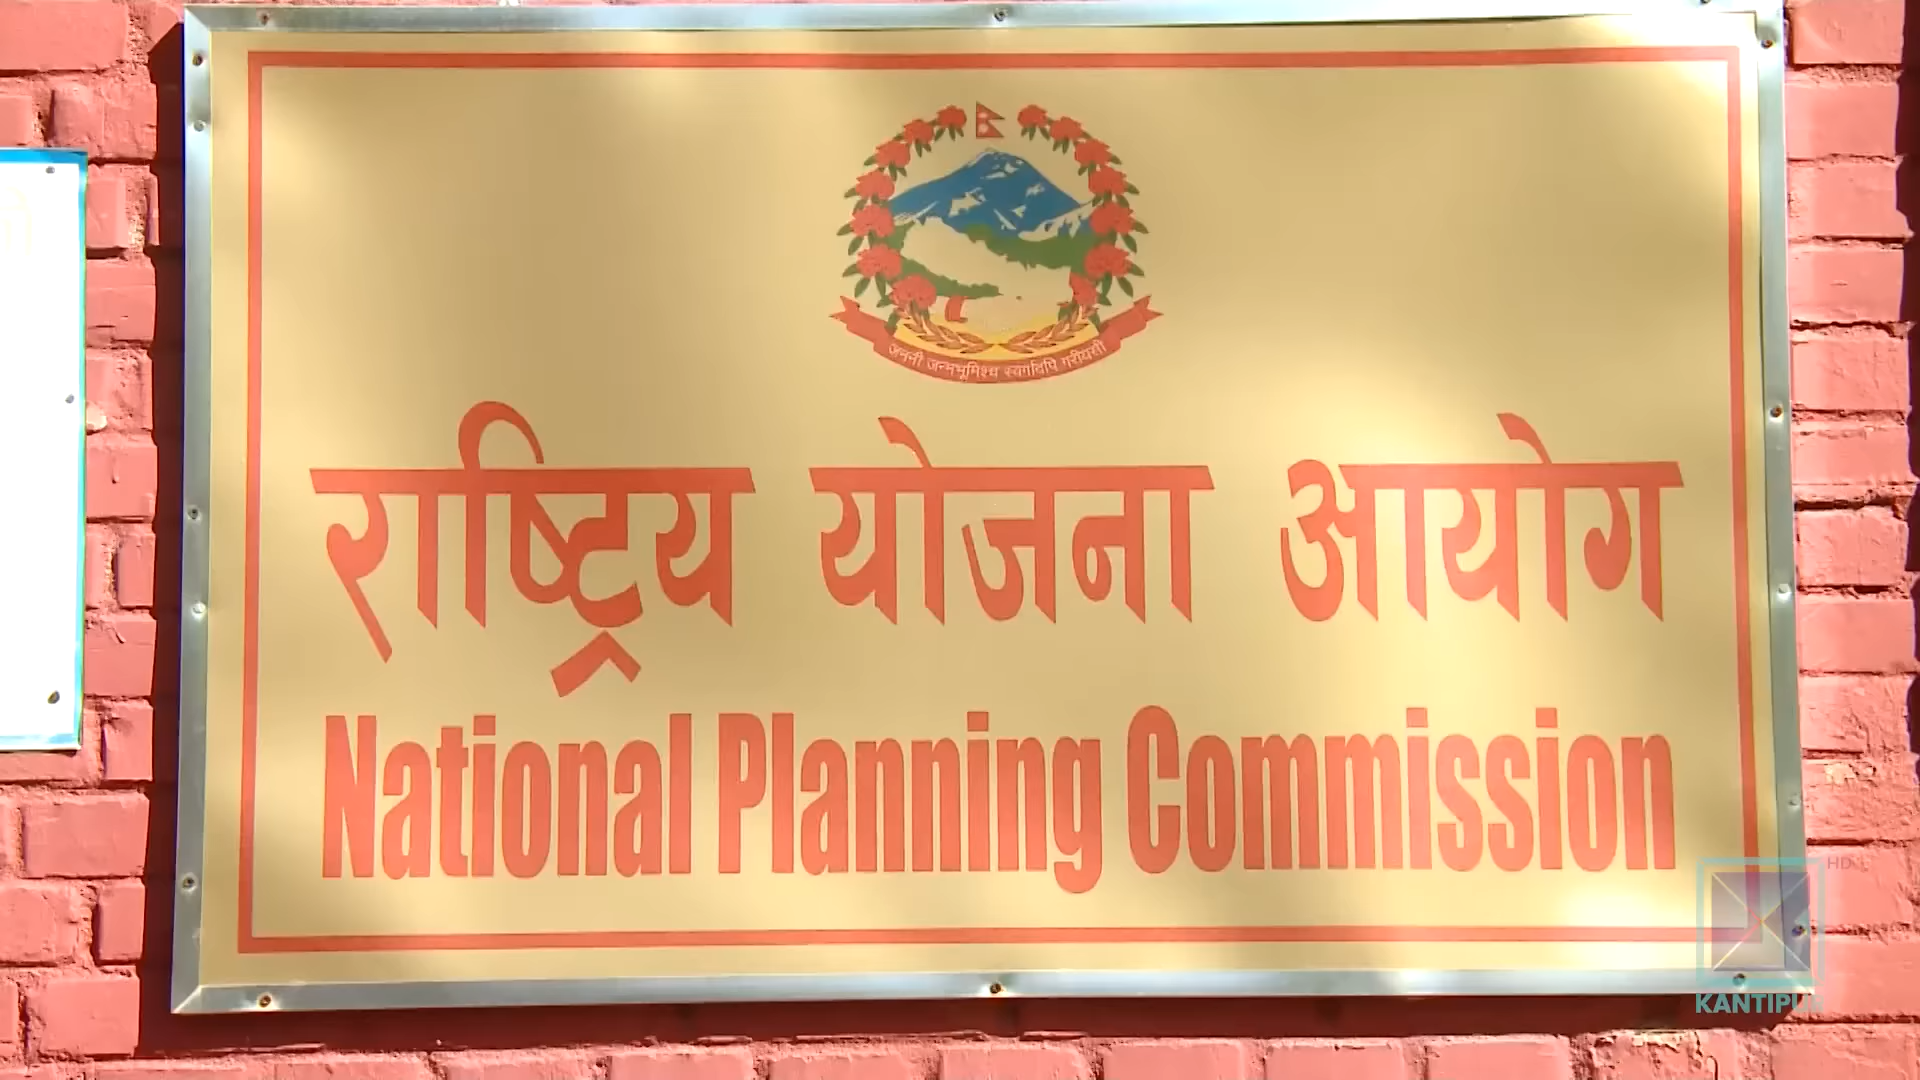 जननी जन्मभूमिश्च स्वर्गादपि गरीयसी
राष्ट्रिय योजना आयोग
National Planning Commission
HD
KANTIPUR